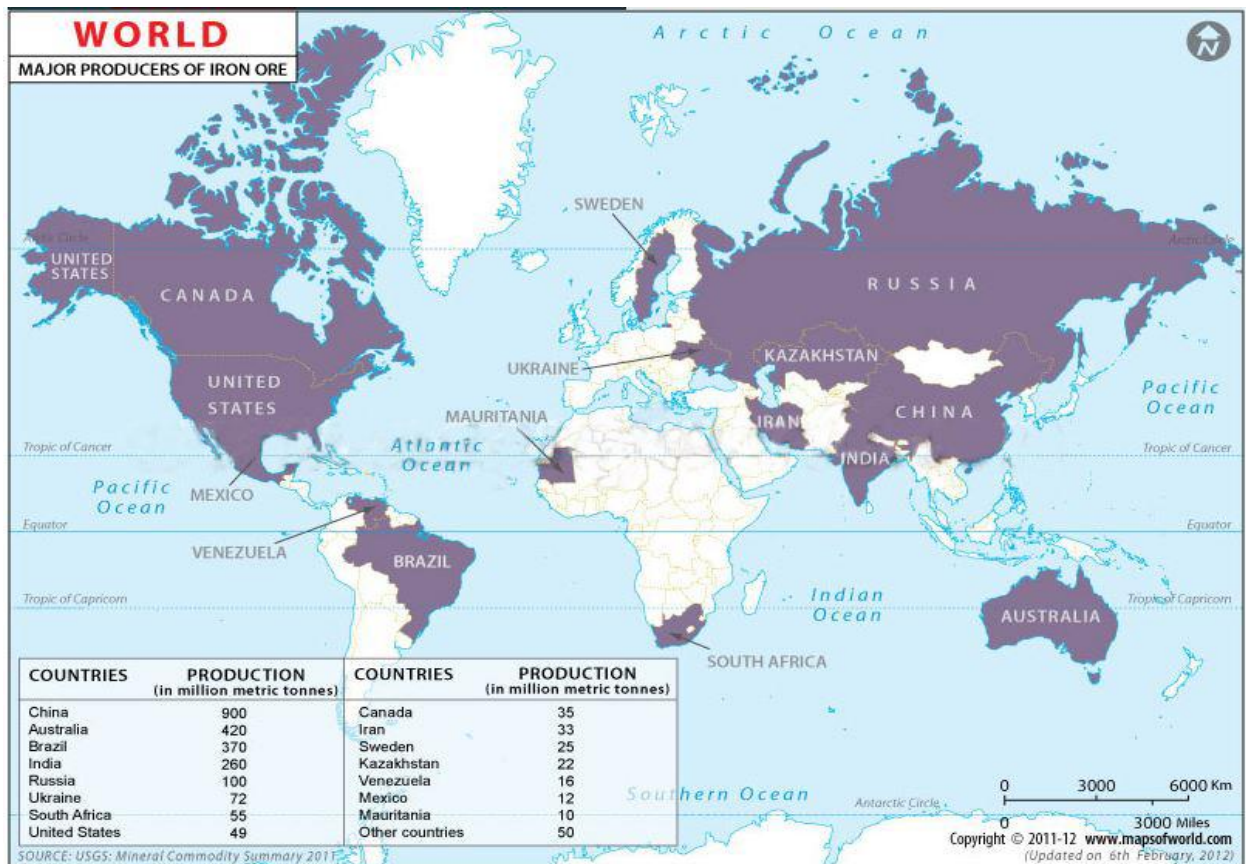 WORLD
MAJOR PRODUCERS OF IRON ORE
Arctic Ocean
N
SWEDEN
Arctic Circle
Arctic Circle
UNITED
STATES
CANADA
RUSSIA
UKRAINE
KAZAKHSTAN
UNITED
STATES
MAURITANIA
IRAN
CHINA
Pacific
Ocean
Tropic of Cancer
Atlantic
Ocean
INDIA
Tropic of Cancer
Pacific
Ocean
MEXICO
Equator
Equator
VENEZUELA
BRAZIL
Indian
Ocean
Tropic of Capricorn
AUSTRALIA
Tropic of Capricorn
SOUTH AFRICA
COUNTRIES PRODUCTION COUNTRIES PRODUCTION
(in million metric tonnes) (in million metric tonnes)
China 900 Canada 35
Australia 420 Iran 33
Brazil 370 Sweden 25
India 260 Kazakhstan 22
Russia 100 Venezuela 16
Ukraine 72 Mexico 12
South Africa 55 Mauritania 10
United States 49 Other countries 50
Southern Ocean
Antarctic Circle
0 3000 6000 Km
0 3000 Miles
Copyright © 2011-12 www.mapsofworld.com
(Updated on 6th February, 2012)
SOURCE: USGS: Mineral Commodity Summary 2011